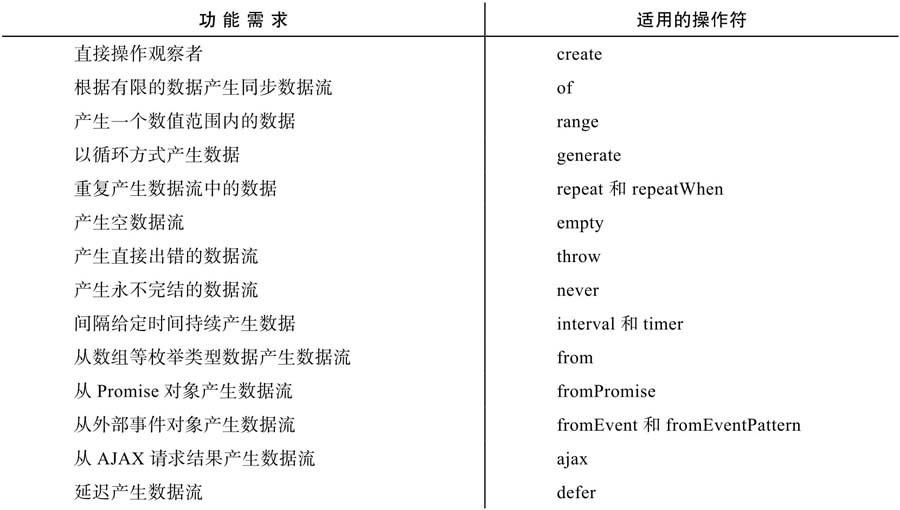 功能需求 适用的操作符
直接操作观察者 create
根据有限的数据产生同步数据流 of
产生一个数值范围内的数据 range
以循环方式产生数据 generate
重复产生数据流中的数据 repeat 和 repeatWhen
产生空数据流 empty
产生直接出错的数据流 throw
产生永不完结的数据流 never
间隔给定时间持续产生数据 interval 和 timer
从数组等枚举类型数据产生数据流 from
从 Promise 对象产生数据流 fromPromise
从外部事件对象产生数据流 fromEvent 和 fromEventPattern
从 AJAX 请求结果产生数据流 ajax
延迟产生数据流 defer